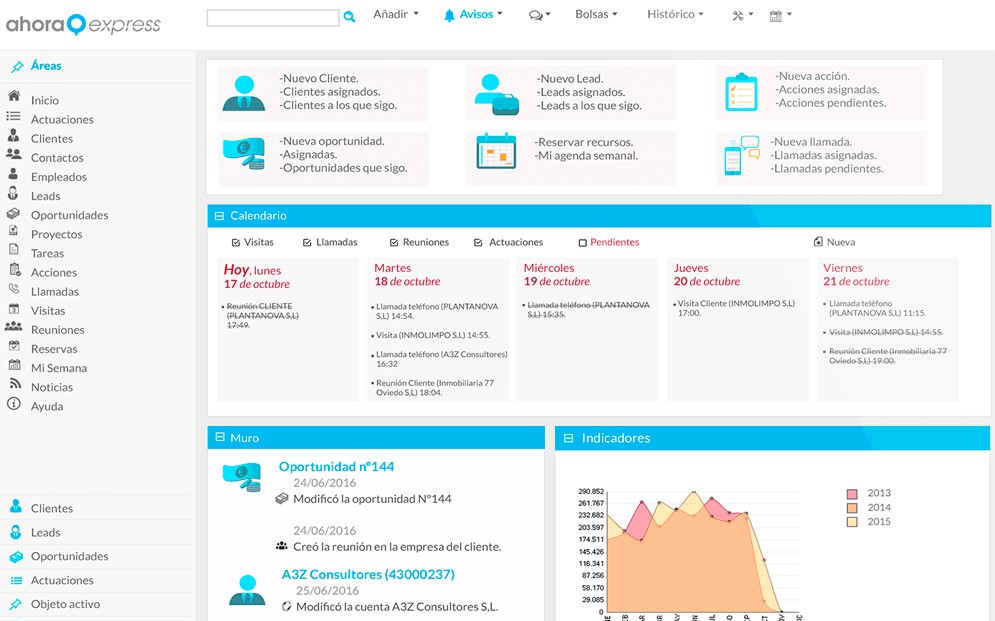 ahora express
Añadir
Avisos
Bolsas
Histórico
Áreas
Inicio
Actuaciones
Clientes
Contactos
Empleados
Leads
Oportunidades
Proyectos
Tareas
Acciones
Llamadas
Visitas
Reuniones
Reservas
Mi Semana
Noticias
Ayuda
Clientes
Leads
Oportunidades
Actuaciones
Objeto activo
-Nuevo Cliente.
-Clientes asignados.
-Clientes a los que sigo.
-Nuevo Lead.
-Leads asignados.
-Leads a los que sigo.
-Nueva acción.
-Acciones asignadas.
-Acciones pendientes.
-Nueva oportunidad.
-Asignadas.
-Oportunidades que sigo.
-Reservar recursos.
-Mi agenda semanal.
-Nueva llamada.
-Llamadas asignadas.
-Llamadas pendientes.
Calendario
Visitas
Llamadas
Reuniones
Actuaciones
Pendientes
Nueva
Hoy, lunes
17 de octubre
Reunión CLIENTE
(PLANTANOVA S,L)
17:49.
Martes
18 de octubre
Llamada teléfono (PLANTANOVA
S,L) 14:54.
Visita (INMOLIMPO S,L) 14:55.
Llamada teléfono (A3Z Consultores)
16:32
Reunión Cliente (Inmobiliaria 77
Oviedo S,L) 18:04.
Miércoles
19 de octubre
Llamada teléfono (PLANTANOVA
S,L) 15:35.
Jueves
20 de octubre
Visita Cliente (INMOLIMPO S,L)
17:00.
Viernes
21 de octubre
Llamada teléfono
(PLANTANOVA S,L) 11:15.
Visita (INMOLIMPO S,L) 14:55.
Reunión Cliente (Inmobiliaria 77
Oviedo S,L) 19:00.
Muro
Oportunidad nº144
24/06/2016
Modificó la oportunidad Nº144
24/06/2016
Creó la reunión en la empresa del cliente.
A3Z Consultores (43000237)
25/06/2016
Modificó la cuenta A3Z Consultores S,L.
Indicadores
290.852
261.767
232.682
203.597
174.511
145.426
116.341
87.256
58.170
29.085
0
2013
2014
2015